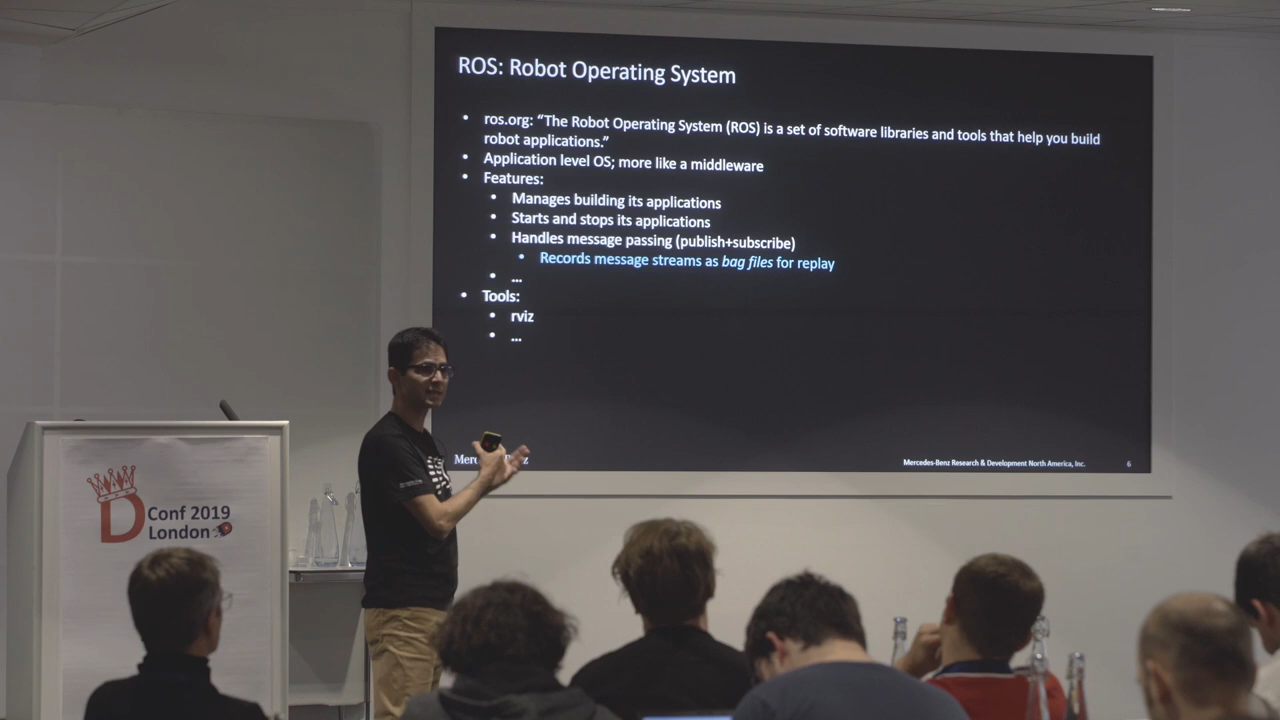 ROS: Robot Operating System
• ros.org: “The Robot Operating System (ROS) is a set of software libraries and tools that help you build
robot applications.”
• Application level OS; more like a middleware
• Features:
• Manages building its applications
• Starts and stops its applications
• Handles message passing (publish+subscribe)
• Records message streams as bag files for replay
• ...
• Tools:
• rviz
• ...
Mercedes-Benz Research & Development North America, Inc. 6
D Conf 2019
London